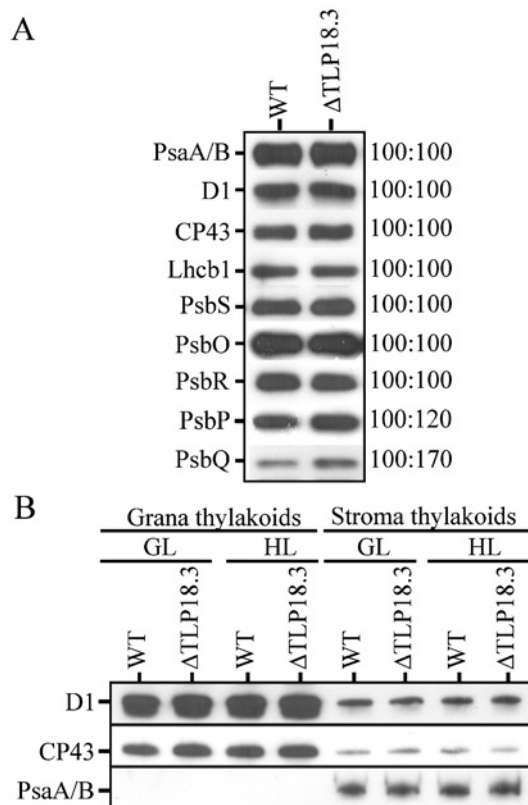 A
WT ΔTLP18.3
PsaA/B 100:100
D1 100:100
CP43 100:100
Lhcb1 100:100
PsbS 100:100
PsbO 100:100
PsbR 100:100
PsbP 100:120
PsbQ 100:170
B
Grana thylakoids Stroma thylakoids
GL HL GL HL
WT ΔTLP18.3 WT ΔTLP18.3 WT ΔTLP18.3 WT ΔTLP18.3
D1
CP43
PsaA/B